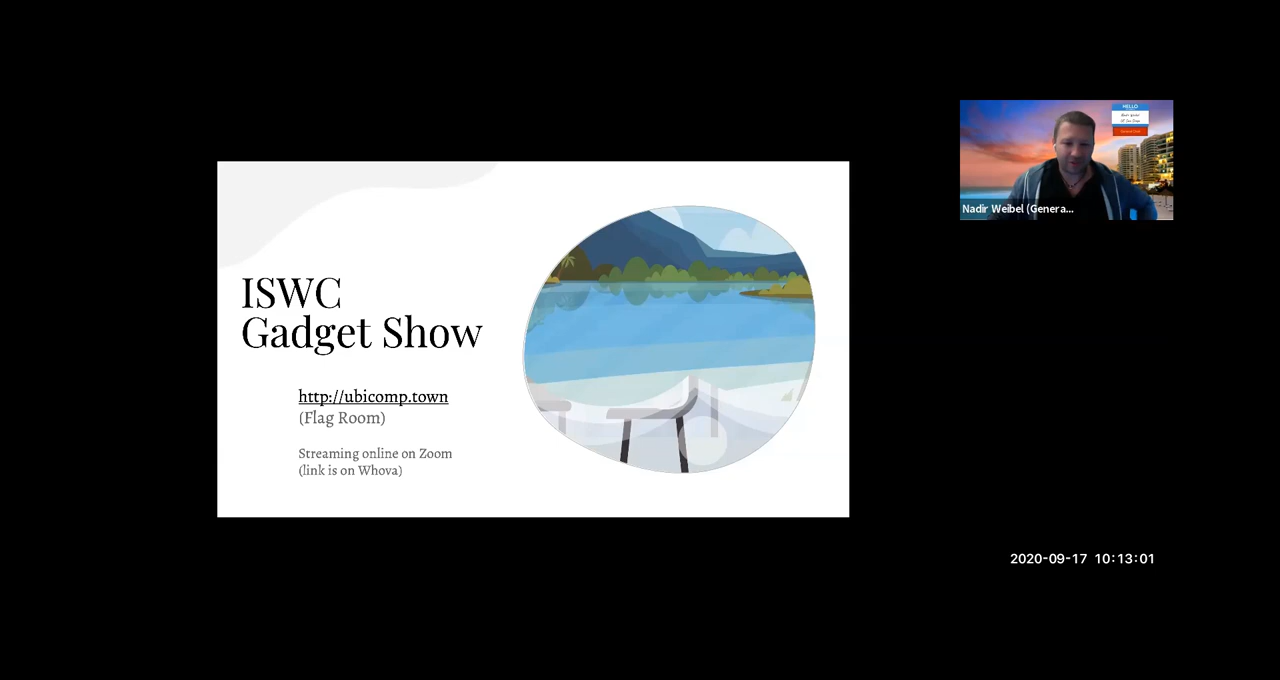 ISWC
Gadget Show
http://ubicomp.town
(Flag Room)
Streaming online on Zoom
(link is on Whova)
HELLO
Nadir Weibel (Genera...
2020-09-17 10:13:01